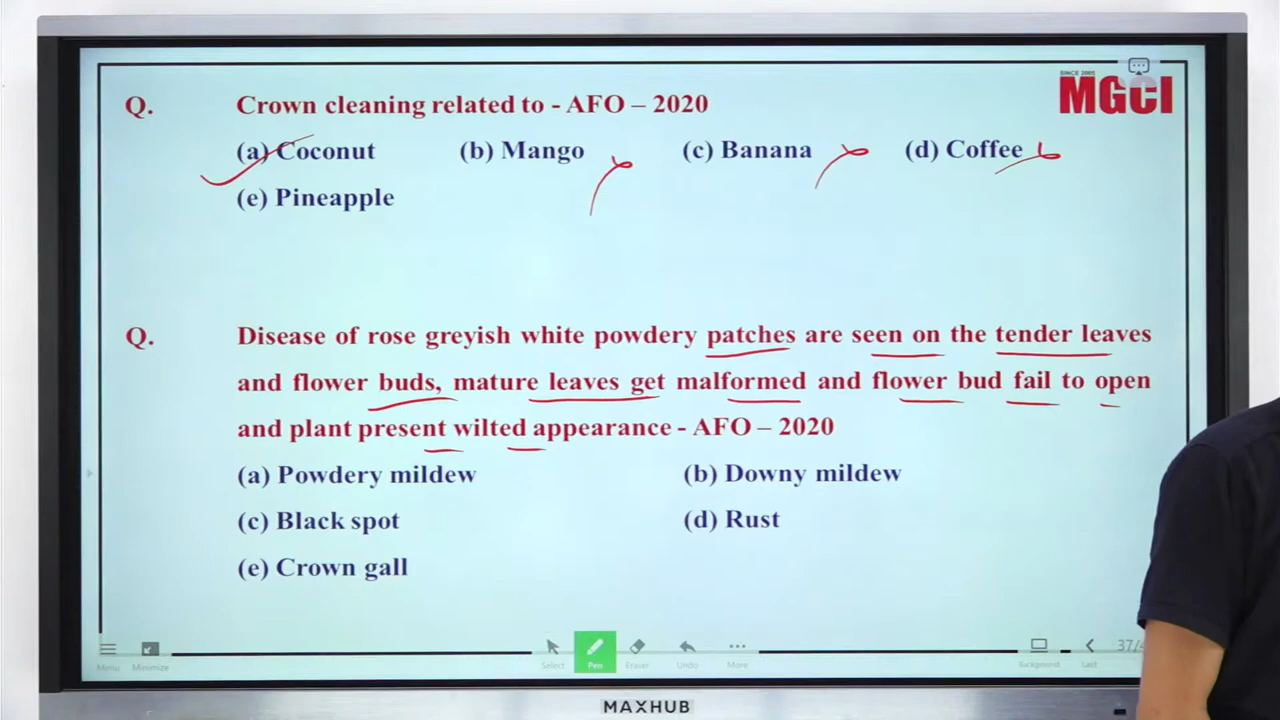 SINCE 2005
MGCI
Q. Crown cleaning related to - AFO – 2020
(a) Coconut (b) Mango (c) Banana (d) Coffee
(e) Pineapple
Q. Disease of rose greyish white powdery patches are seen on the tender leaves
and flower buds, mature leaves get malformed and flower bud fail to open
and plant present wilted appearance - AFO – 2020
(a) Powdery mildew (b) Downy mildew
(c) Black spot (d) Rust
(e) Crown gall
Menu Minimize Select Pen Eraser Undo More Background Last 37/4
MAXHUB